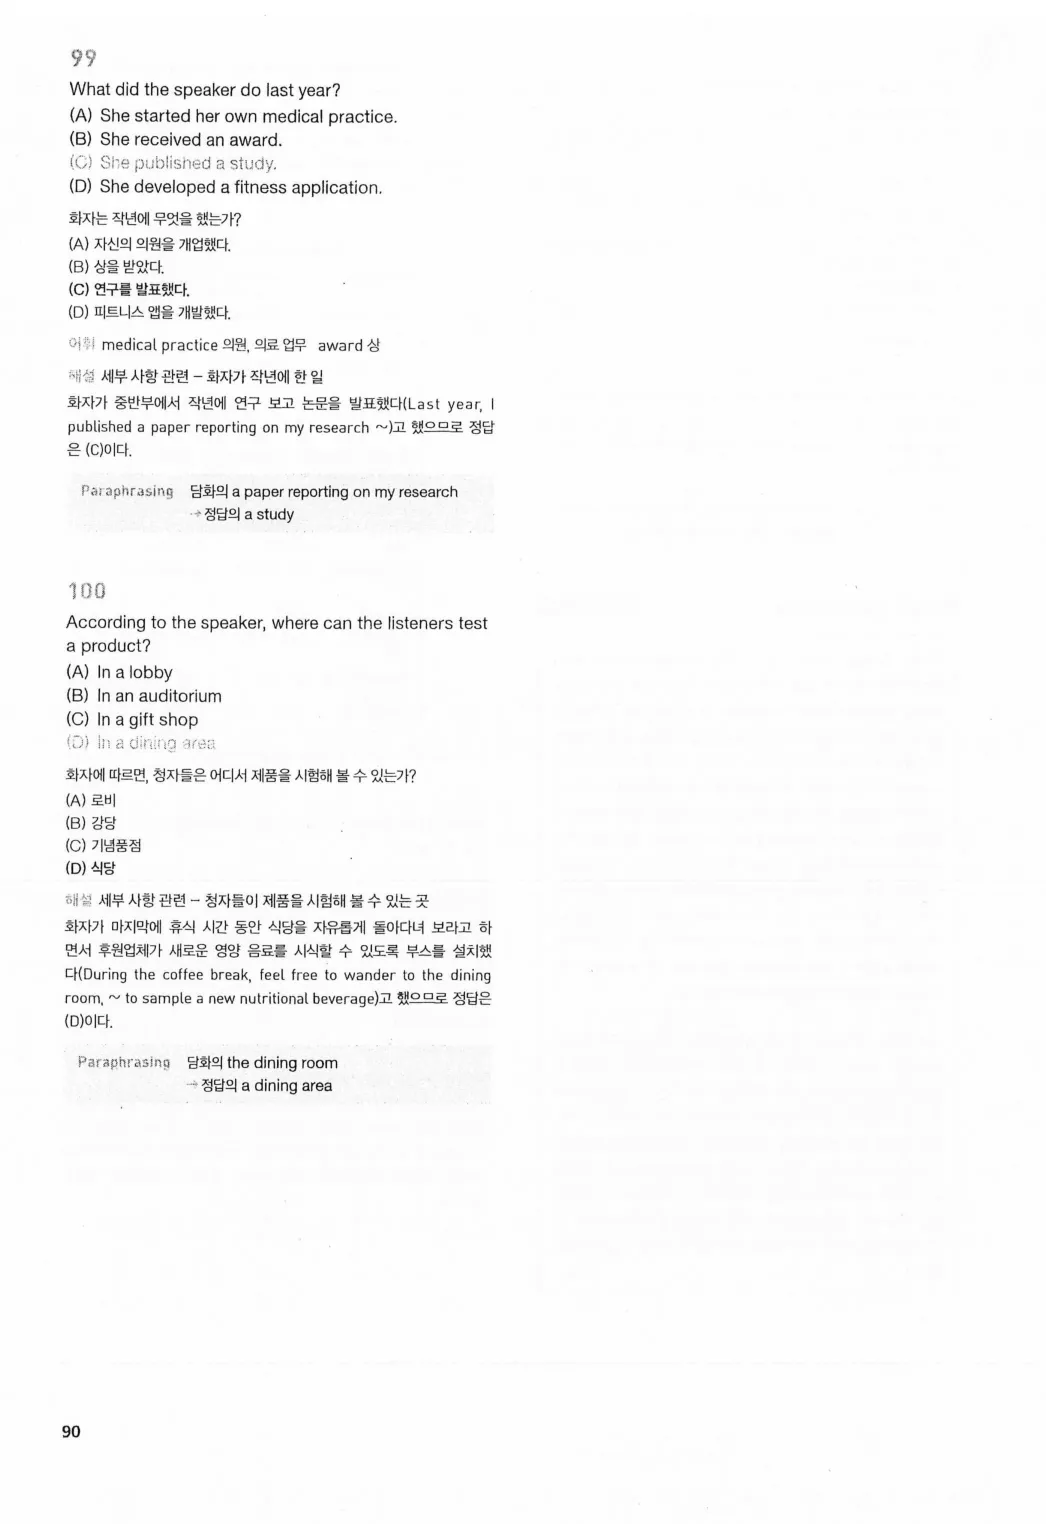 99
What did the speaker do last year?
(A) She started her own medical practice.
(B) She received an award.
(C) She published a study.
(D) She developed a fitness application.
화자는 작년에 무엇을 했는가?
(A) 자신의 의원을 개업했다.
(B) 상을 받았다.
(C) 연구를 발표했다.
(D) 피트니스 앱을 개발했다.
어휘 medical practice 의원, 의료 업무 award 상
해설 세부 사항 관련 – 화자가 작년에 한 일
화자가 중반부에서 작년에 연구 보고 논문을 발표했다(Last year, I
published a paper reporting on my research ~)고 했으므로 정답
은 (C)이다.
Paraphrasing 담화의 a paper reporting on my research
→ 정답의 a study
100
According to the speaker, where can the listeners test
a product?
(A) In a lobby
(B) In an auditorium
(C) In a gift shop
(D) In a dining area
화자에 따르면, 청자들은 어디서 제품을 시험해 볼 수 있는가?
(A) 로비
(B) 강당
(C) 기념품점
(D) 식당
해설 세부 사항 관련 – 청자들이 제품을 시험해 볼 수 있는 곳
화자가 마지막에 휴식 시간 동안 식당을 자유롭게 돌아다녀 보라고 하
면서 후원업체가 새로운 영양 음료를 시식할 수 있도록 부스를 설치했
다(During the coffee break, feel free to wander to the dining
room, ~ to sample a new nutritional beverage)고 했으므로 정답은
(D)이다.
Paraphrasing 담화의 the dining room
→ 정답의 a dining area
90